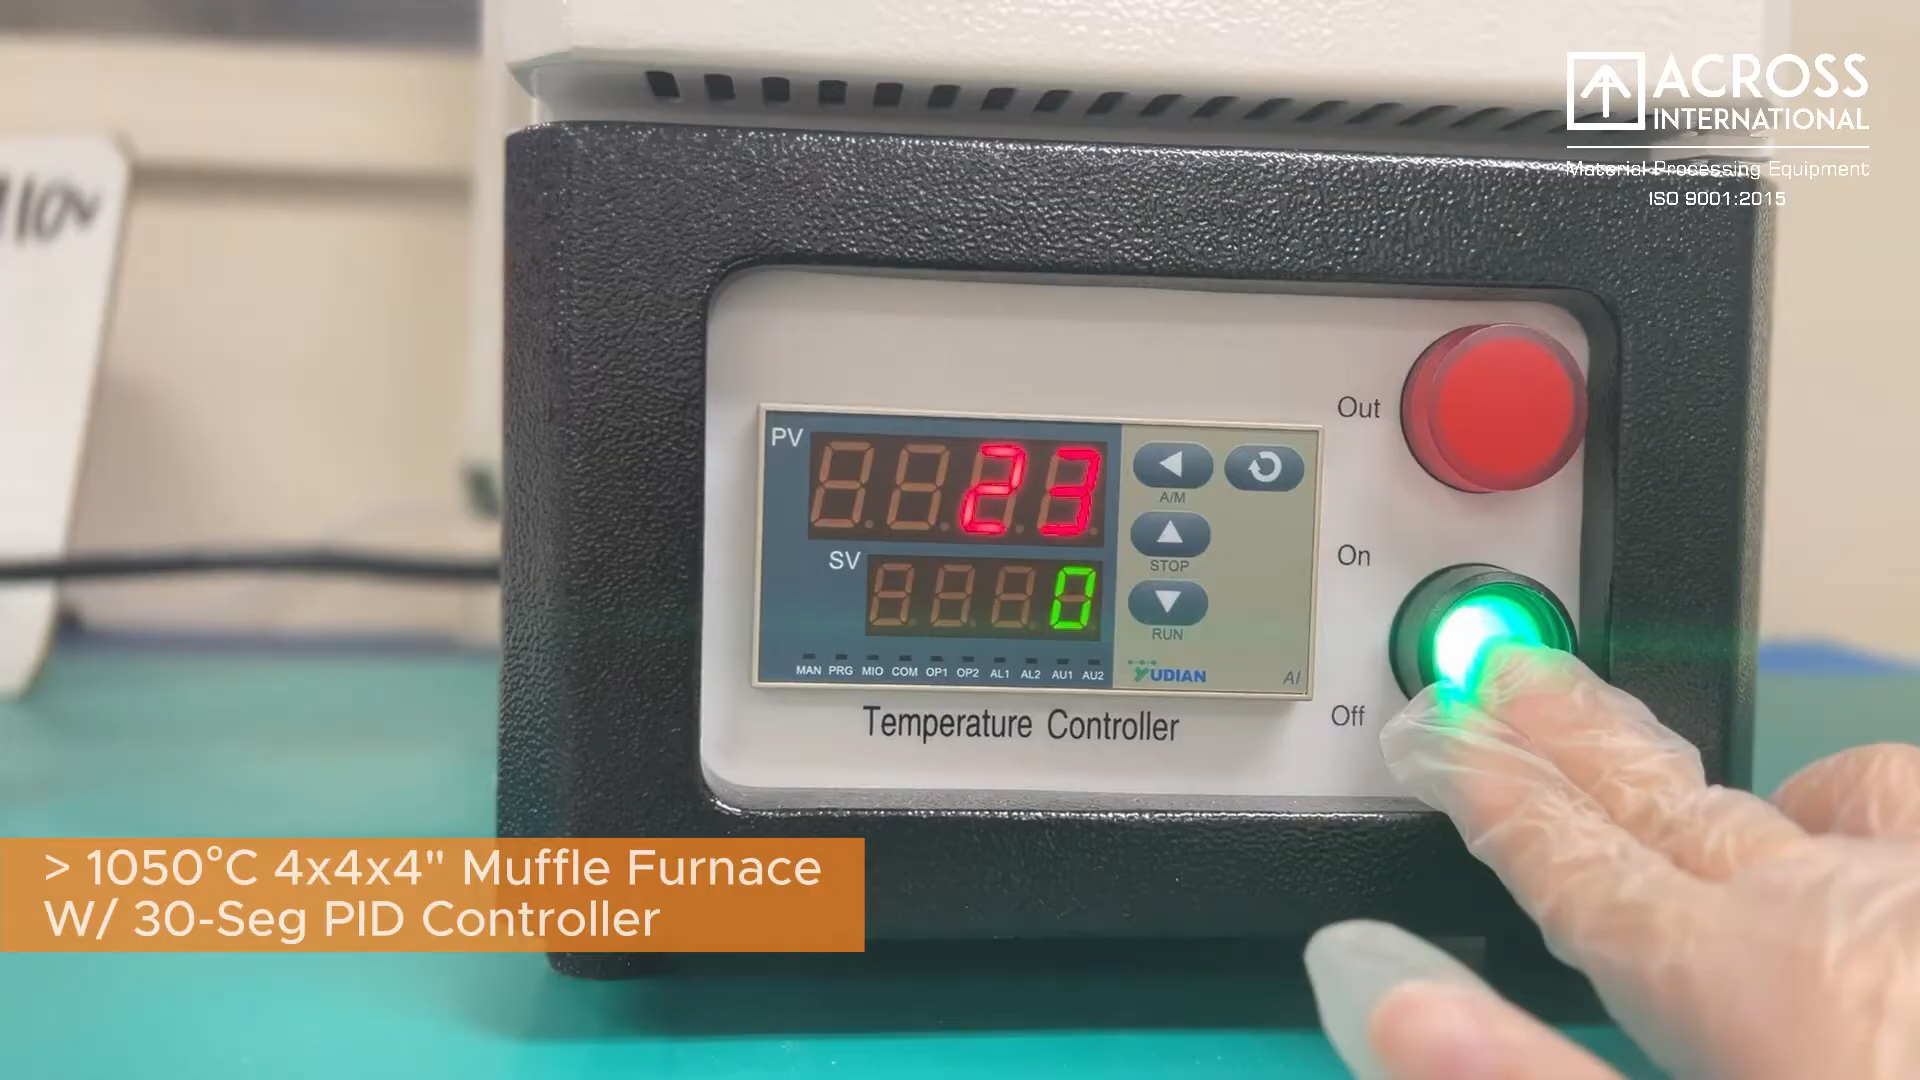 ACROSS
INTERNATIONAL
Material Processing Equipment
ISO 9001:2015
110v
PV
23
SV
0
A/M
STOP
RUN
MAN PRG MIO COM OP1 OP2 AL1 AL2 AU1 AU2
YUDIAN
AI
Temperature Controller
Out
On
Off
> 1050°C 4x4x4" Muffle Furnace
W/ 30-Seg PID Controller